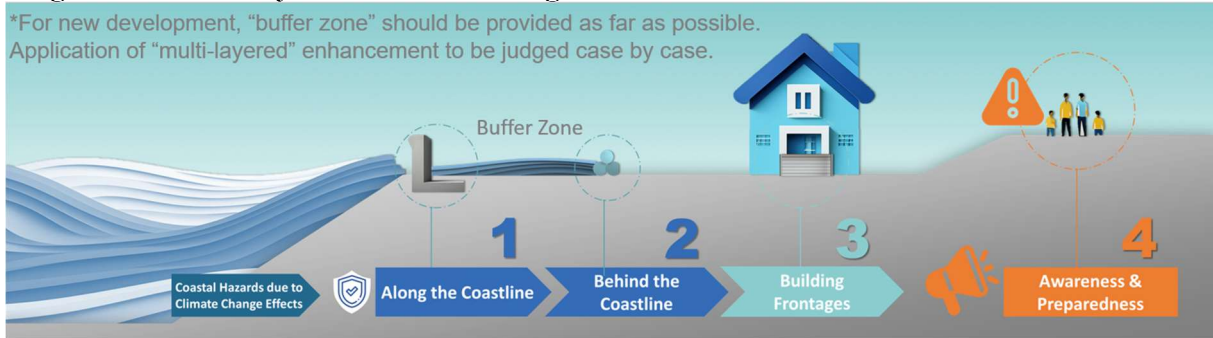 *For new development, “buffer zone” should be provided as far as possible.
Application of “multi-layered” enhancement to be judged case by case.
Buffer Zone
1
2
3
4
Coastal Hazards due to
Climate Change Effects
Along the Coastline
Behind the
Coastline
Building
Frontages
Awareness &
Preparedness